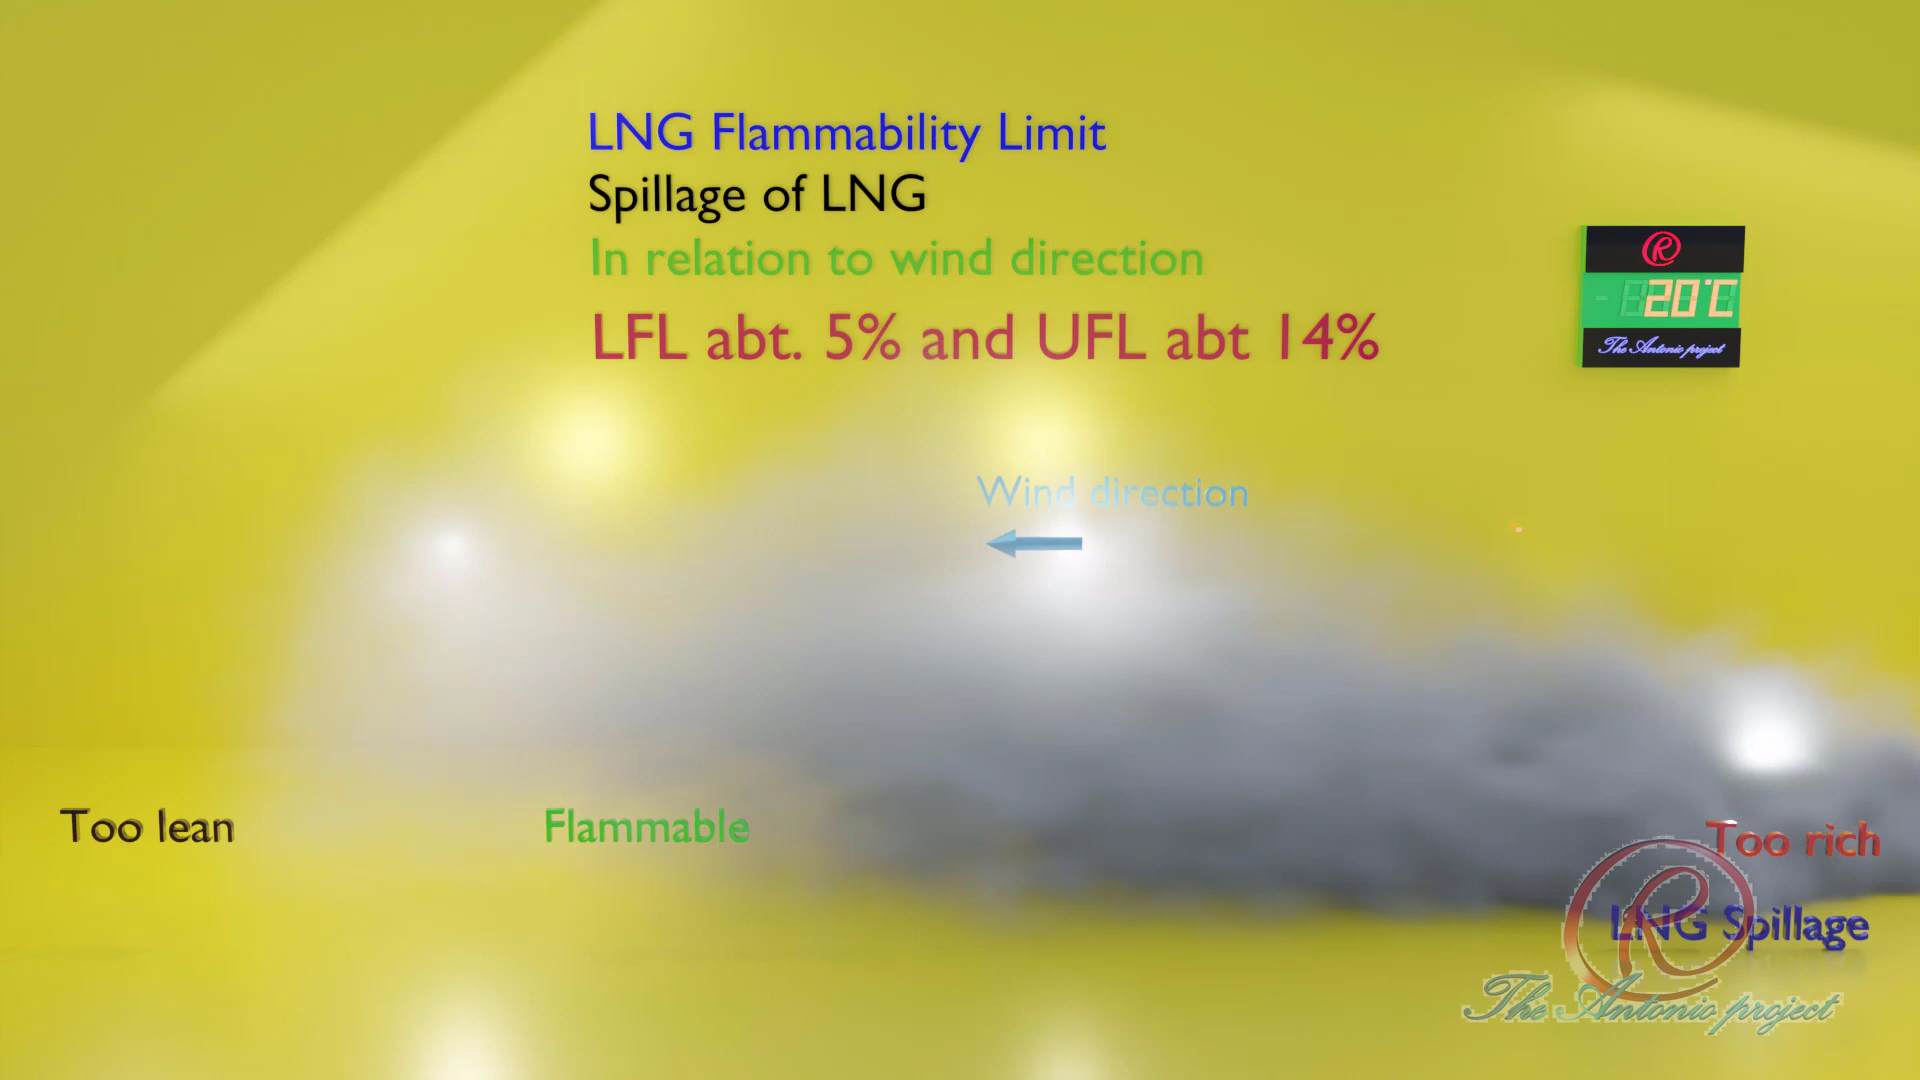 LNG Flammability Limit
Spillage of LNG
In relation to wind direction
LFL abt. 5% and UFL abt 14%
R
20°C
The Antonio project
Wind direction
Too lean
Flammable
Too rich
LNG Spillage
R
The Antonio project